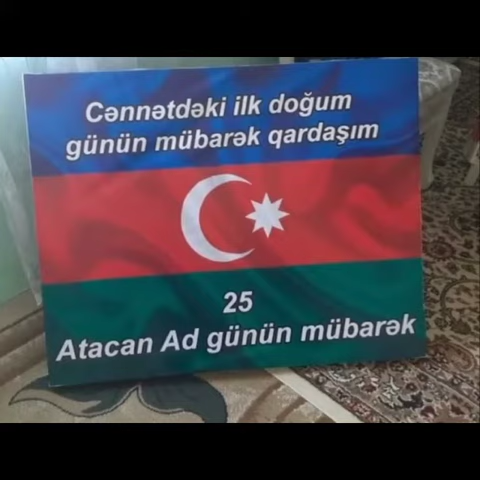 Cənnətdəki ilk doğum
günün mübarək qardaşım
25
Atacan Ad günün mübarək